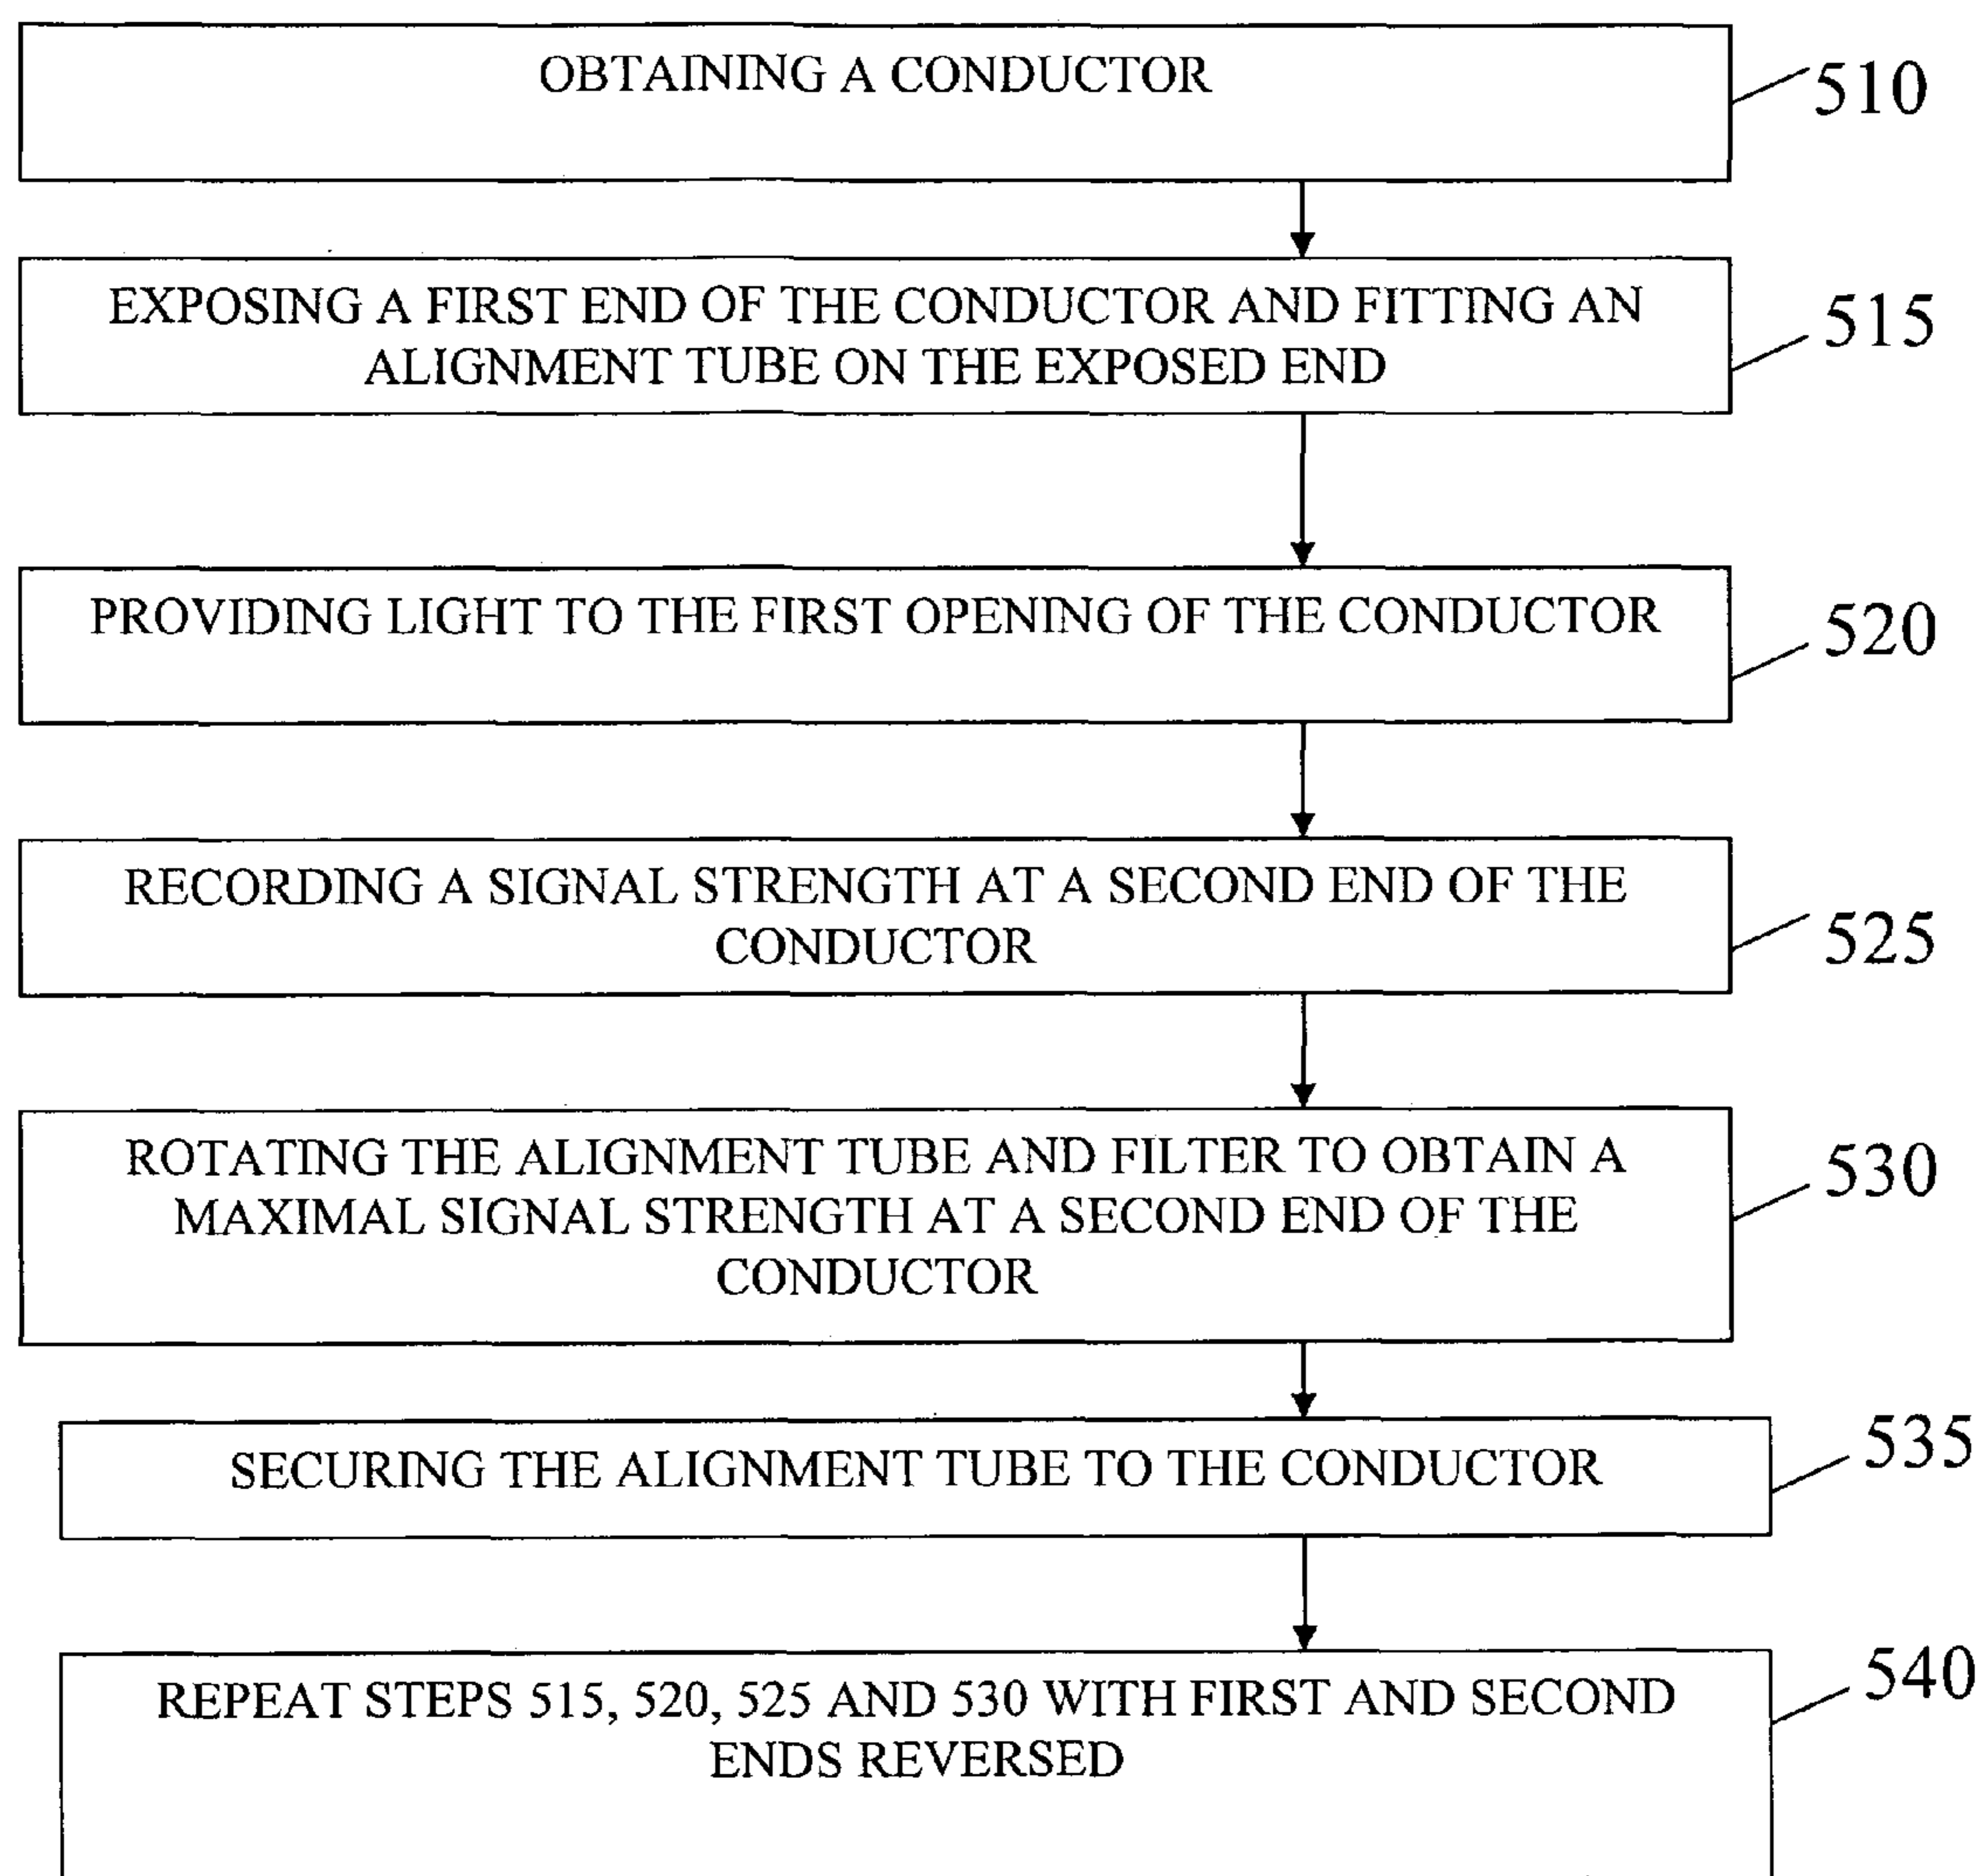 OBTAINING A CONDUCTOR
510
EXPOSING A FIRST END OF THE CONDUCTOR AND FITTING AN
ALIGNMENT TUBE ON THE EXPOSED END
515
PROVIDING LIGHT TO THE FIRST OPENING OF THE CONDUCTOR
520
RECORDING A SIGNAL STRENGTH AT A SECOND END OF THE
CONDUCTOR
525
ROTATING THE ALIGNMENT TUBE AND FILTER TO OBTAIN A
MAXIMAL SIGNAL STRENGTH AT A SECOND END OF THE
CONDUCTOR
530
SECURING THE ALIGNMENT TUBE TO THE CONDUCTOR
535
REPEAT STEPS 515, 520, 525 AND 530 WITH FIRST AND SECOND
ENDS REVERSED
540